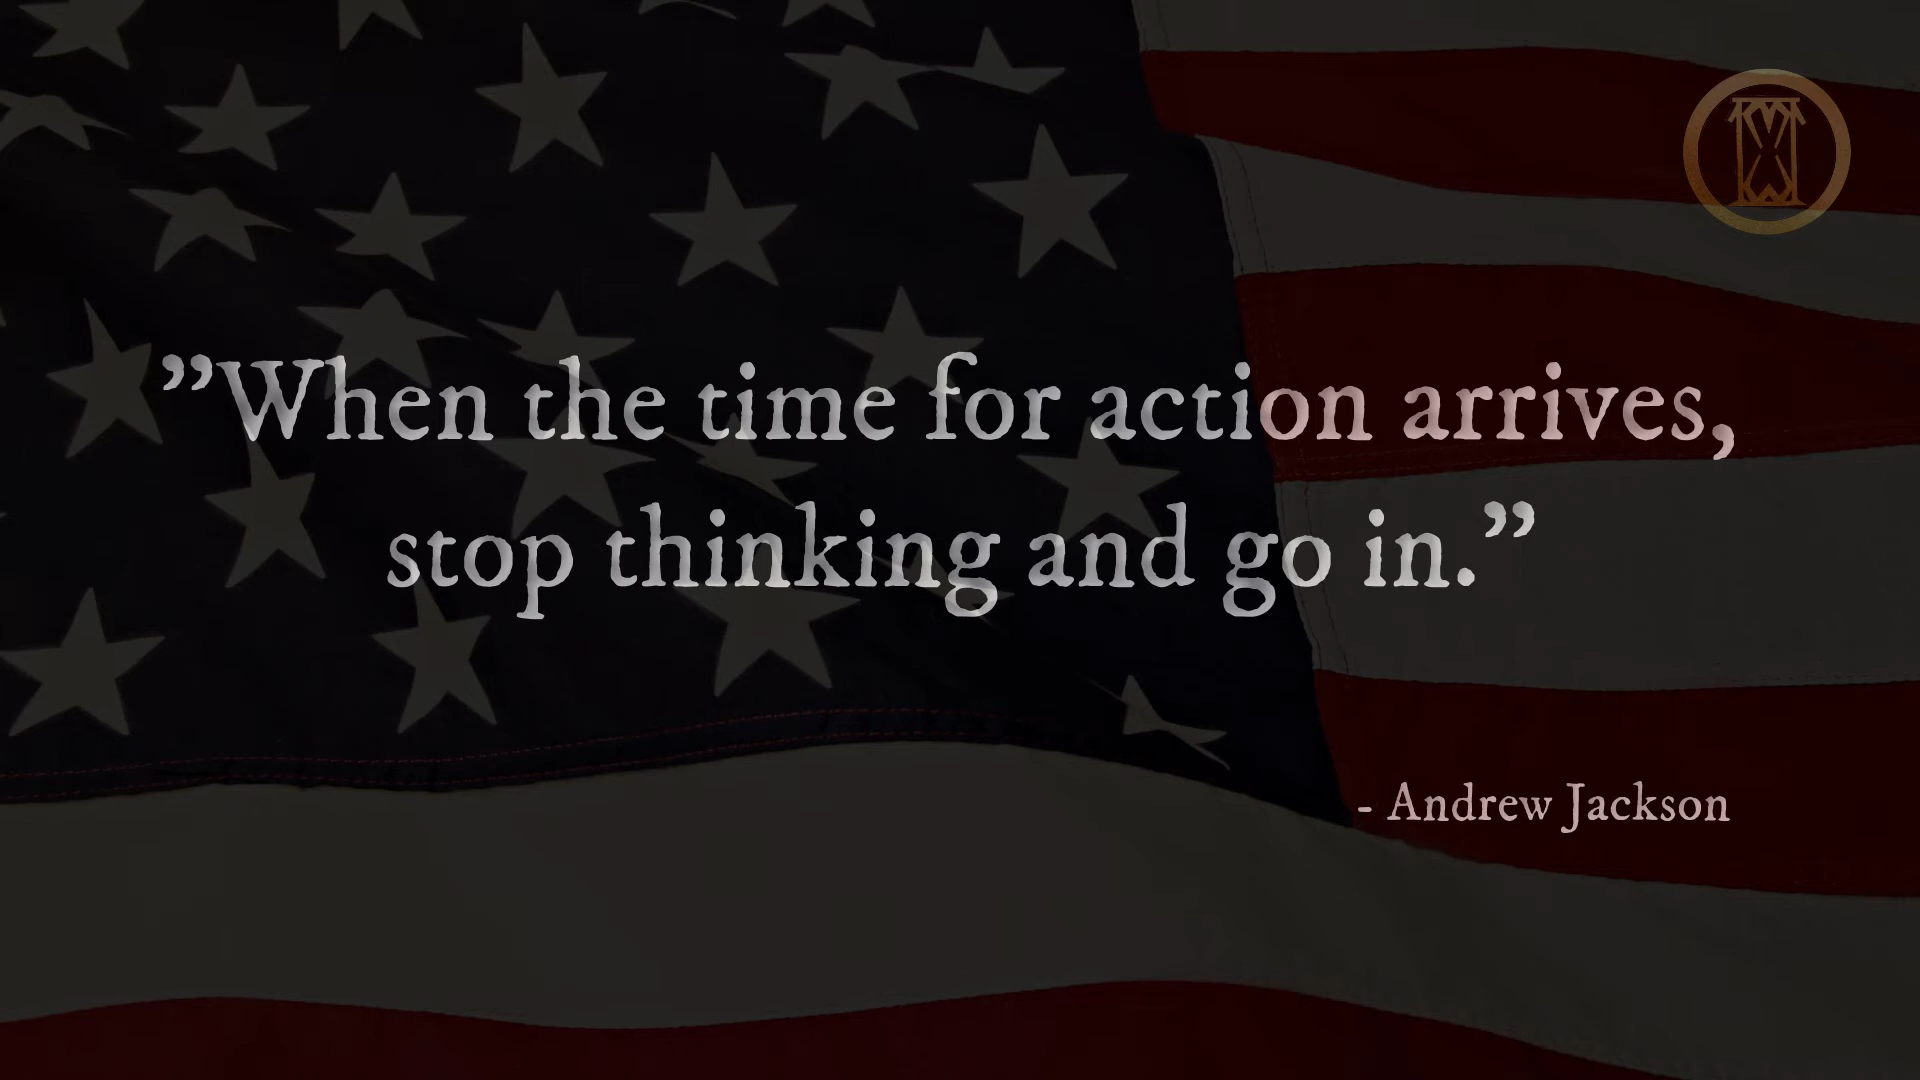 ”When the time for action arrives,
stop thinking and go in.”
- Andrew Jackson